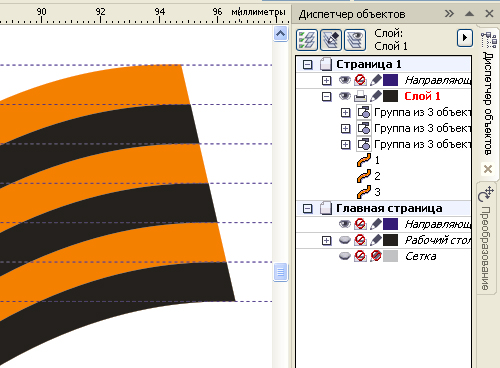 90 92 94 96 миллиметры
Диспетчер объектов
Слой:
Слой 1
Страница 1
Направляющ
Слой 1
Группа из 3 объект
Группа из 3 объект
Группа из 3 объект
1
2
3
Главная страница
Направляющ
Рабочий стол
Сетка
Диспетчер объектов
Преобразование